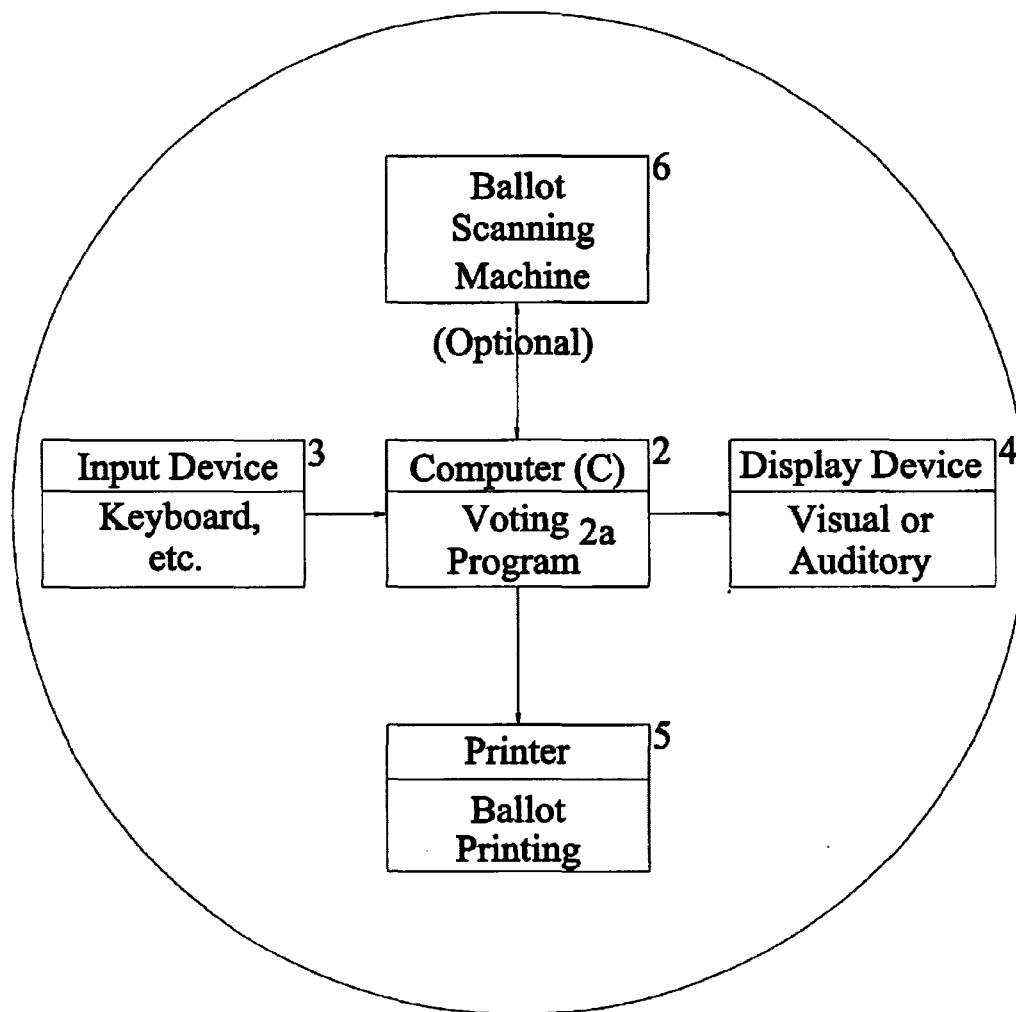 6
Ballot
Scanning
Machine
(Optional)
Input Device 3
Keyboard,
etc.
Computer (C) 2
Voting 2a
Program
Display Device 4
Visual or
Auditory
Printer 5
Ballot
Printing